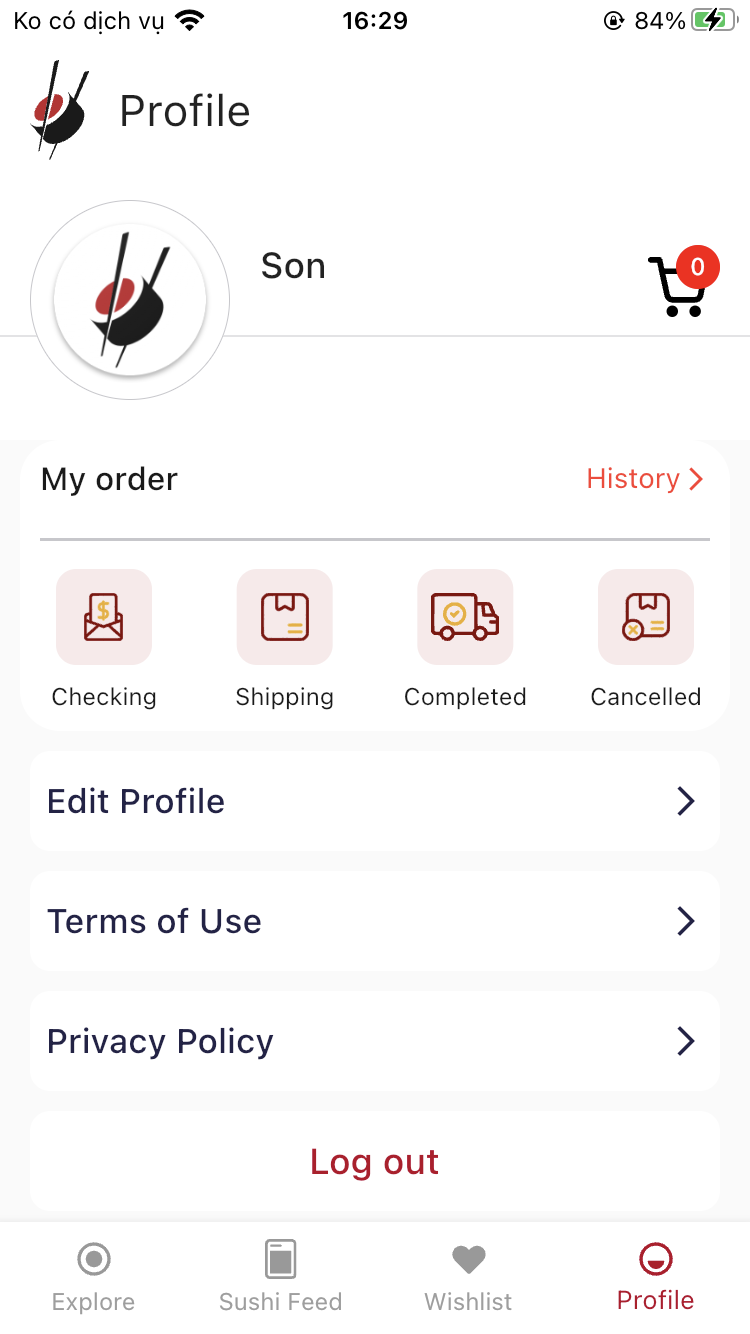 Ko có dịch vụ 16:29 84%
Profile
Son
0
My order History
$
Checking Shipping Completed Cancelled
Edit Profile
Terms of Use
Privacy Policy
Log out
Explore Sushi Feed Wishlist Profile